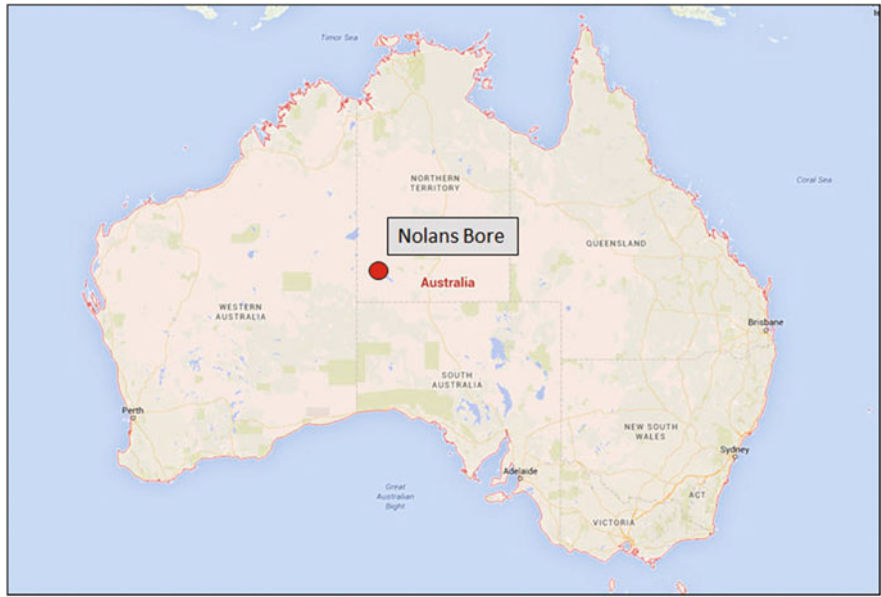 Timor Sea
NORTHERN
TERRITORY
Coral Sea
Nolans Bore
QUEENSLAND
Australia
WESTERN
AUSTRALIA
Brisbane
SOUTH
AUSTRALIA
Perth
NEW SOUTH
WALES
Sydney
Adelaide
Great
Australian
Bight
ACT
VICTORIA